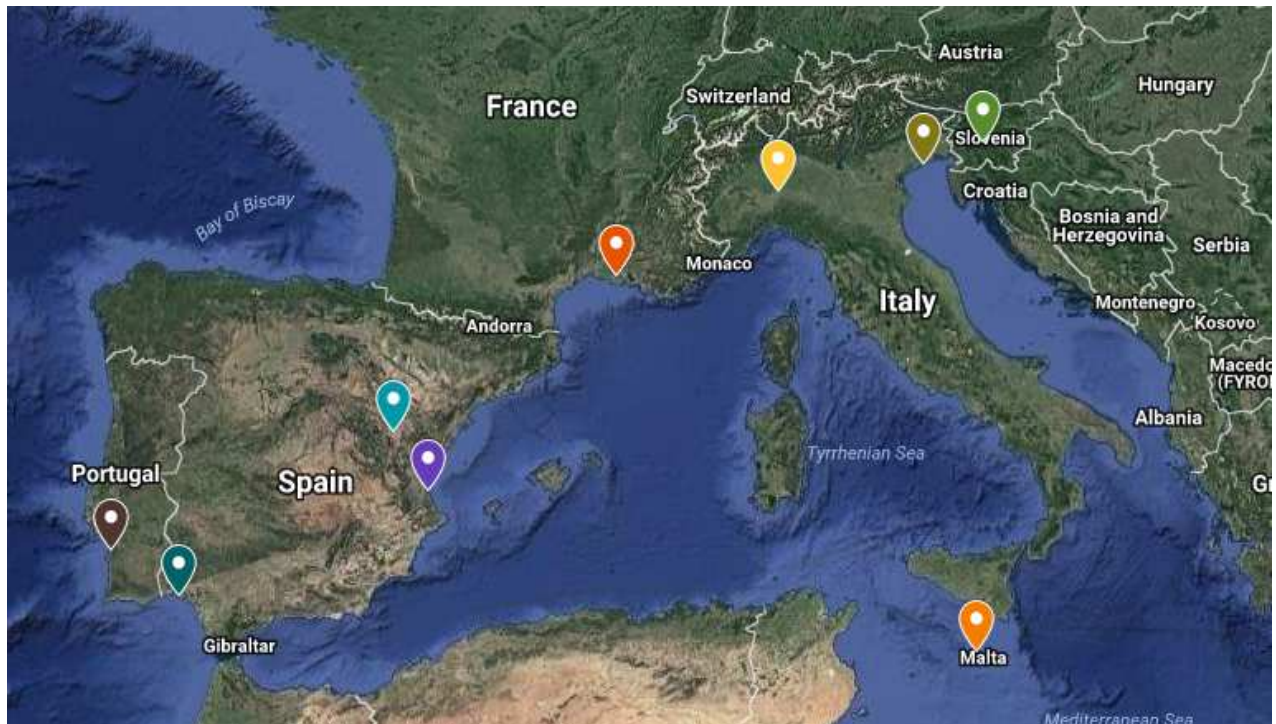 Austria
Hungary
Switzerland
France
Slovenia
Croatia
Bay of Biscay
Bosnia and
Herzegovina
Serbia
Monaco
Italy
Montenegro
Kosovo
Andorra
Macedo
(FYROM
Albania
Tyrrhenian Sea
Portugal
Spain
Gr
Gibraltar
Malta
Mediterranean Sea